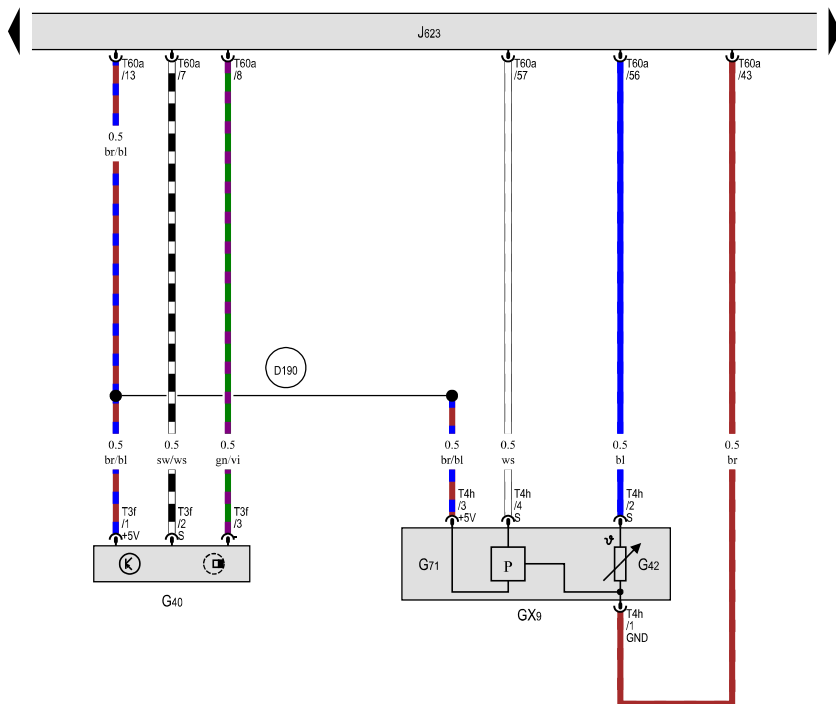 J623
T60a
/13
T60a
/7
T60a
/8
T60a
/57
T60a
/56
T60a
/43
0.5
br/bl
D190
0.5
br/bl
0.5
sw/ws
0.5
gn/vi
0.5
br/bl
0.5
ws
0.5
bl
0.5
br
T3f
/1
+5V
T3f
/2
S
T3f
/3
-
T4h
/3
+5V
T4h
/4
S
T4h
/2
S
G40
G71
P
ϑ
G42
GX9
T4h
/1
GND